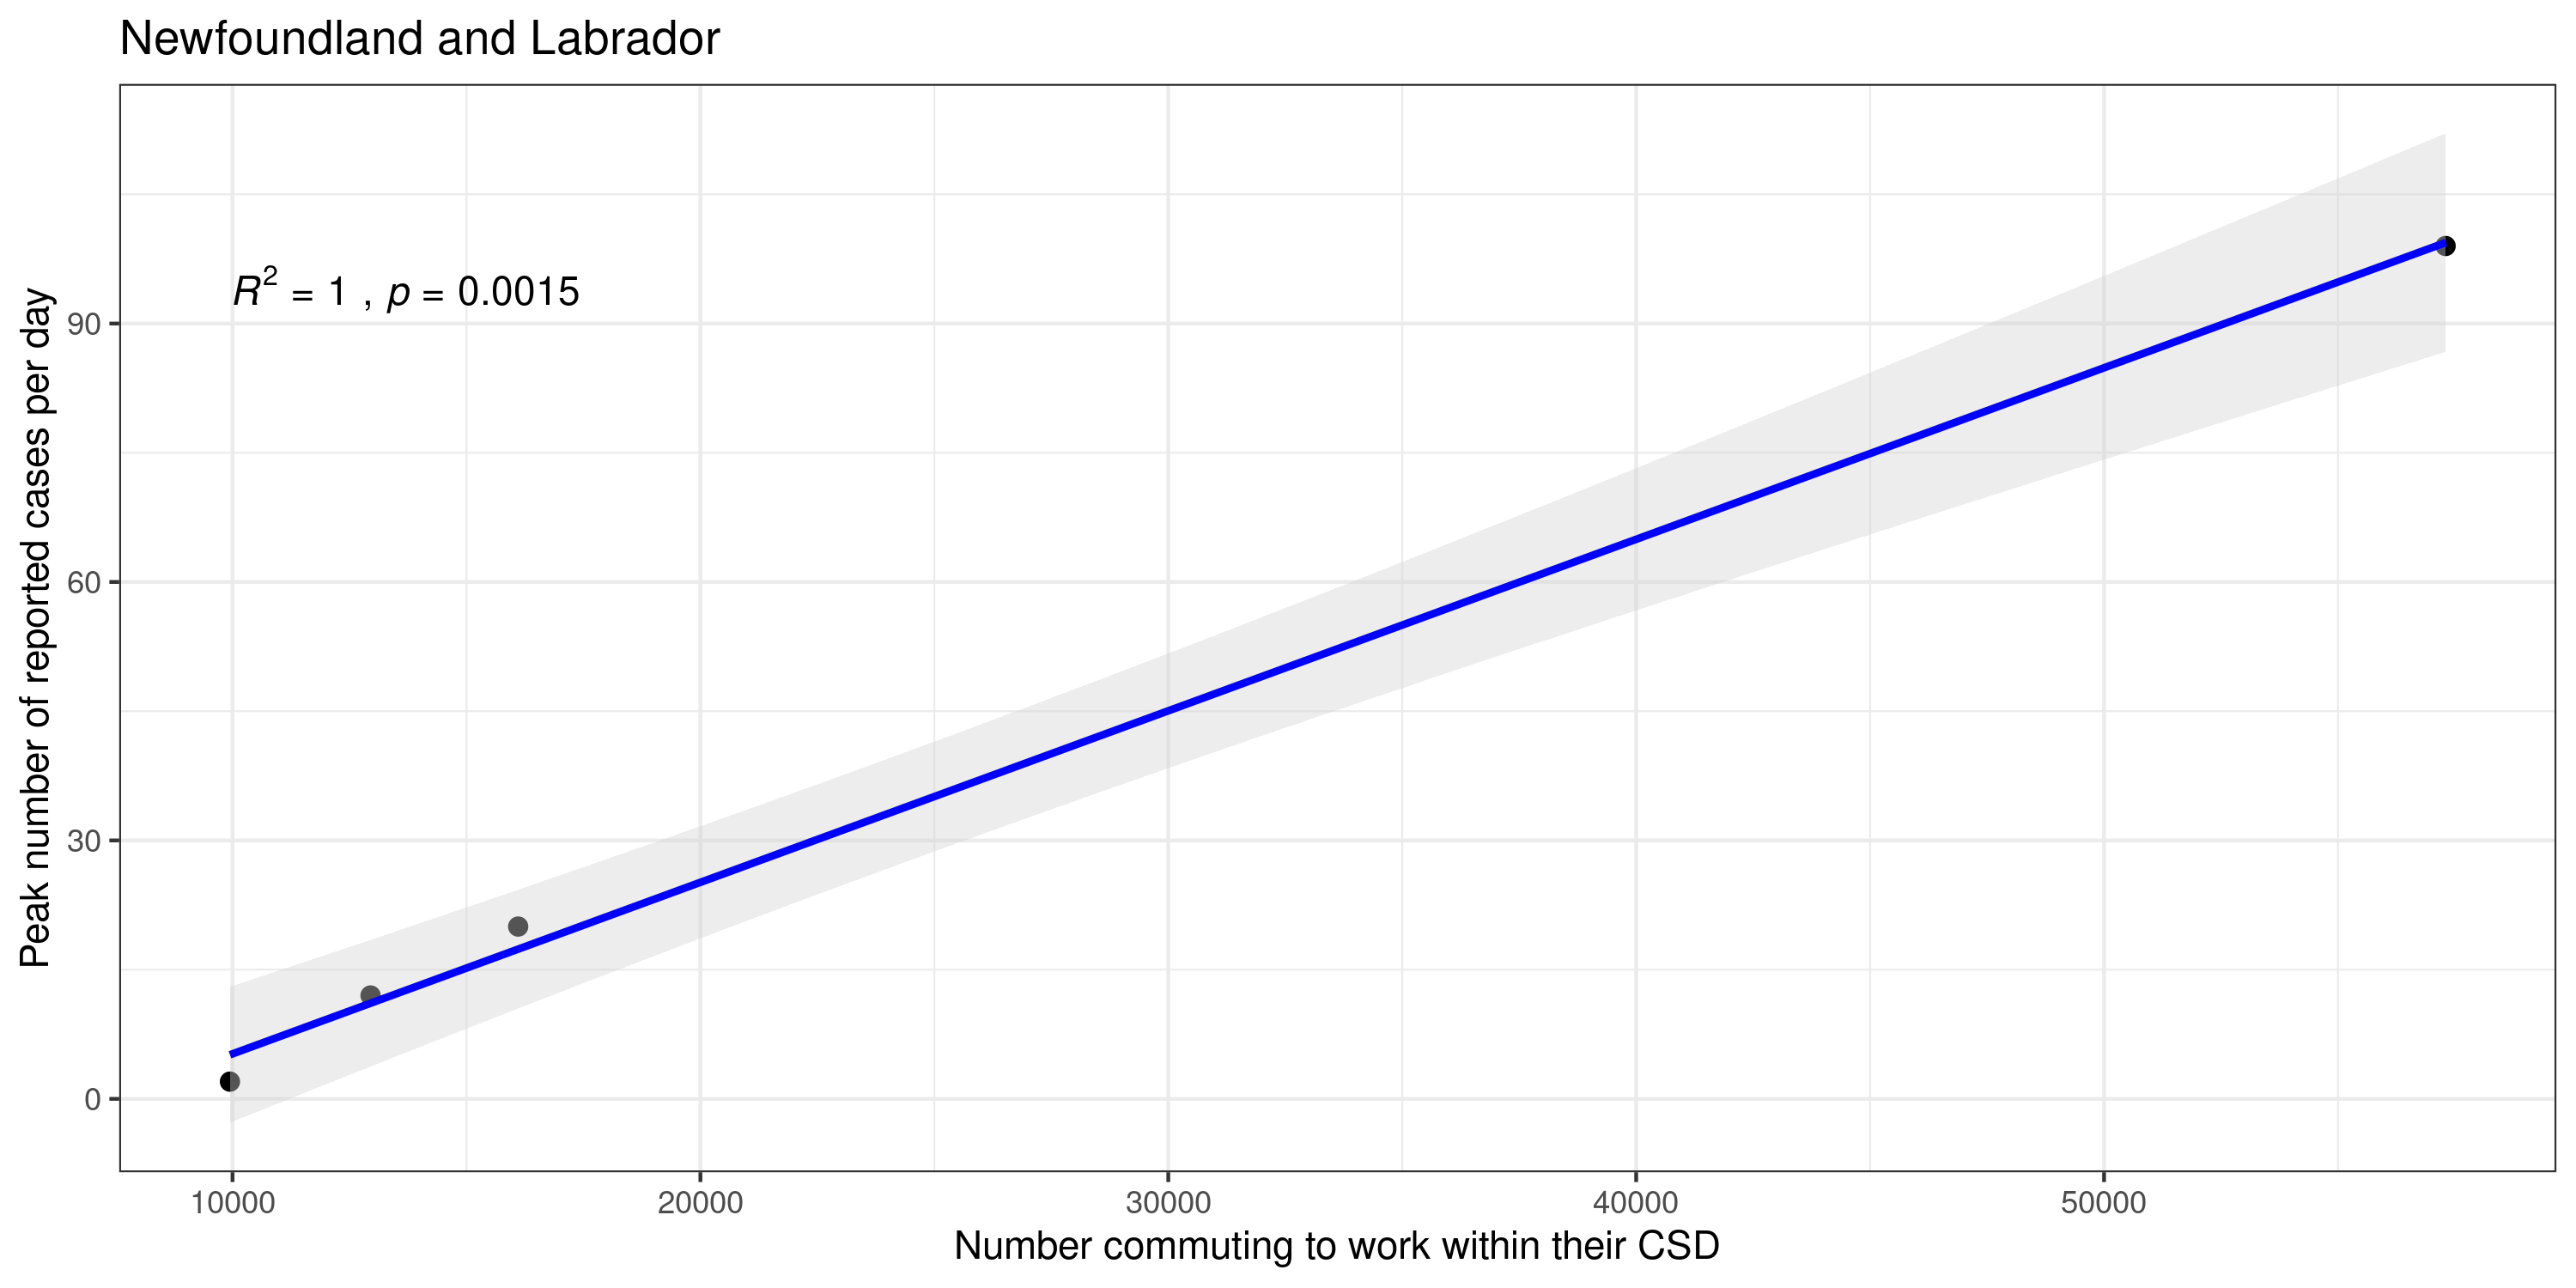 Newfoundland and Labrador
R² = 1 , p = 0.0015
Peak number of reported cases per day
90
60
30
0
10000 20000 30000 40000 50000
Number commuting to work within their CSD